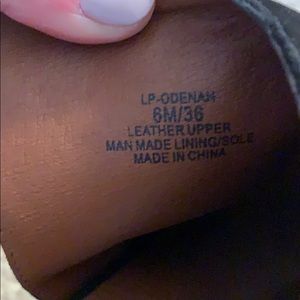 LP-ODENAH
6M/36
LEATHER UPPER
MAN MADE LINING/SOLE
MADE IN CHINA